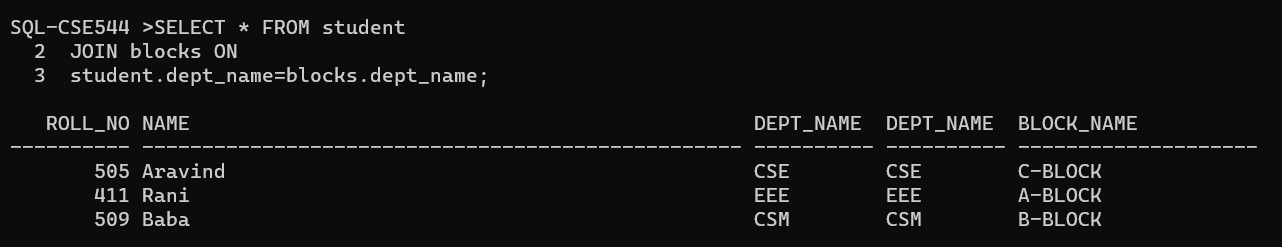 SQL-CSE544 >SELECT * FROM student
  2  JOIN blocks ON
  3  student.dept_name=blocks.dept_name;

   ROLL_NO NAME                                               DEPT_NAME  DEPT_NAME  BLOCK_NAME
---------- -------------------------------------------------- ---------- ---------- --------------------
       505 Aravind                                            CSE        CSE        C-BLOCK
       411 Rani                                               EEE        EEE        A-BLOCK
       509 Baba                                               CSM        CSM        B-BLOCK